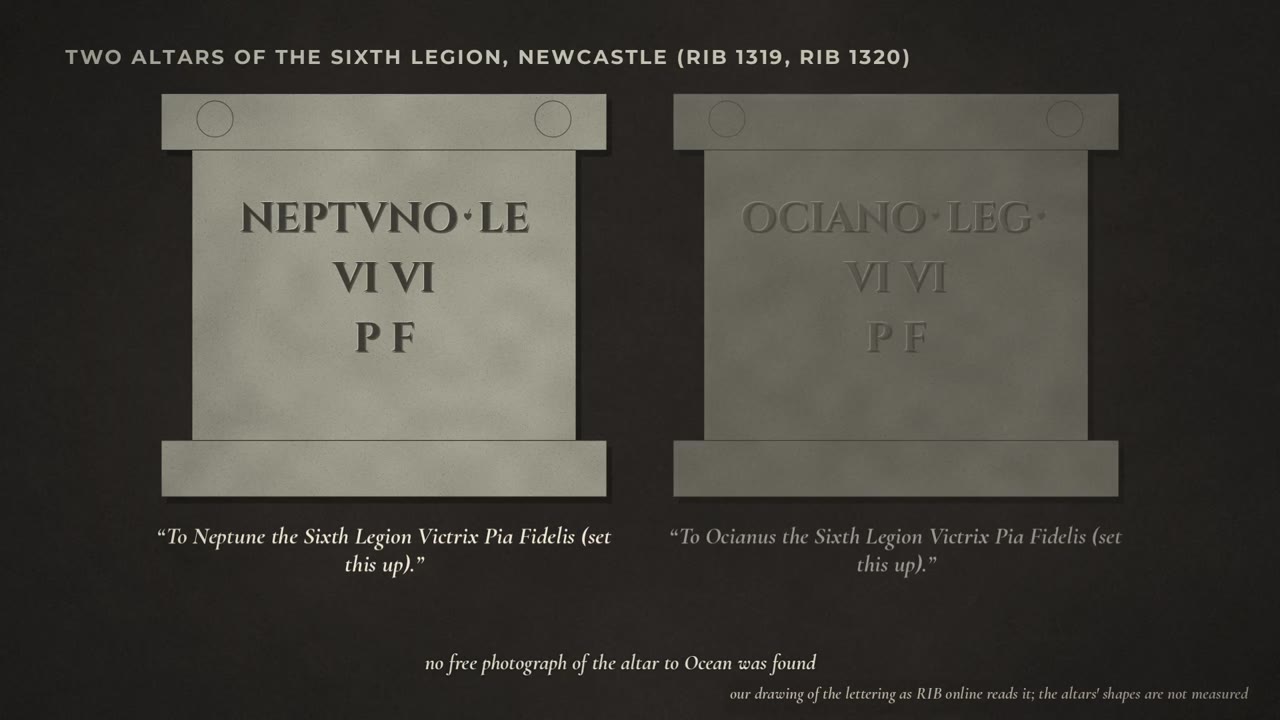 TWO ALTARS OF THE SIXTH LEGION, NEWCASTLE (RIB 1319, RIB 1320)
NEPTVNO·LE
VI VI
P F
“To Neptune the Sixth Legion Victrix Pia Fidelis (set
this up).”
OCIANO·LEG·
VI VI
P F
“To Ocianus the Sixth Legion Victrix Pia Fidelis (set
this up).”
no free photograph of the altar to Ocean was found
our drawing of the lettering as RIB online reads it; the altars' shapes are not measured